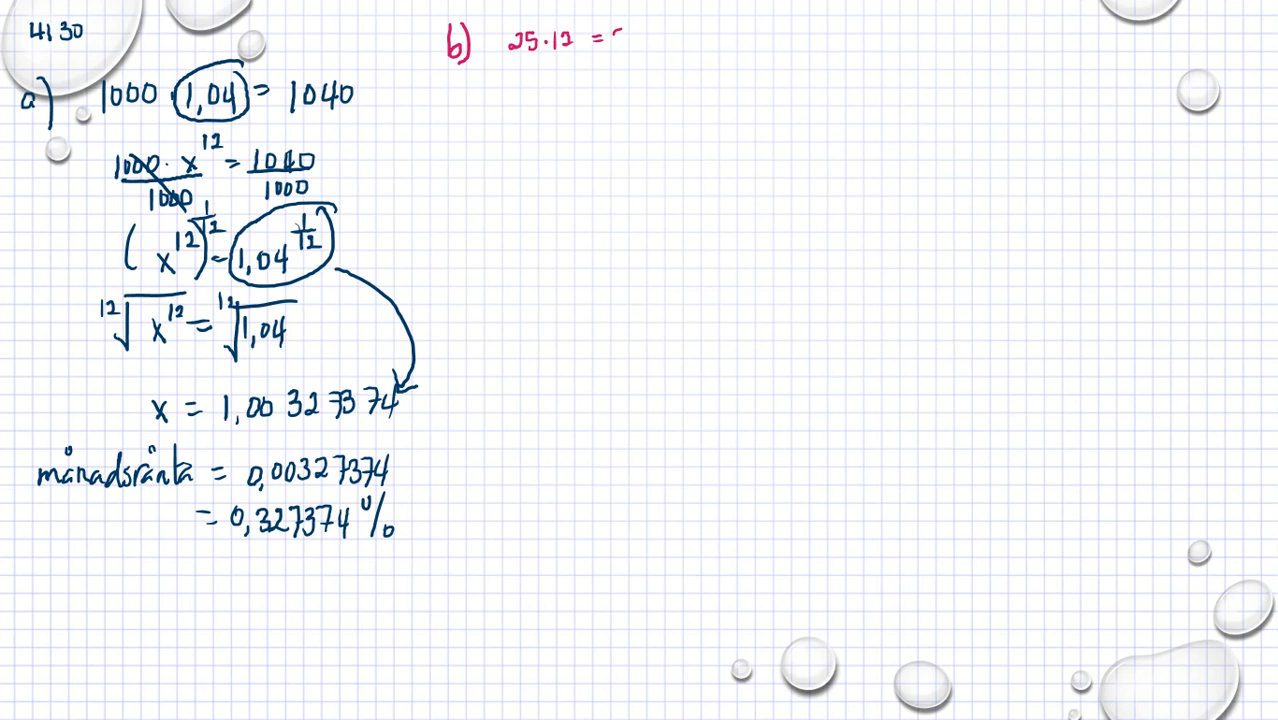 4130
a) 1000 · 1,04 = 1040
1000 · x^12 / 1000 = 1040 / 1000
(x^12)^1/12 = 1,04^1/12
12√x^12 = 12√1,04
x = 1,00327374
månadsränta = 0,00327374
= 0,327374 %
b) 25·12 =